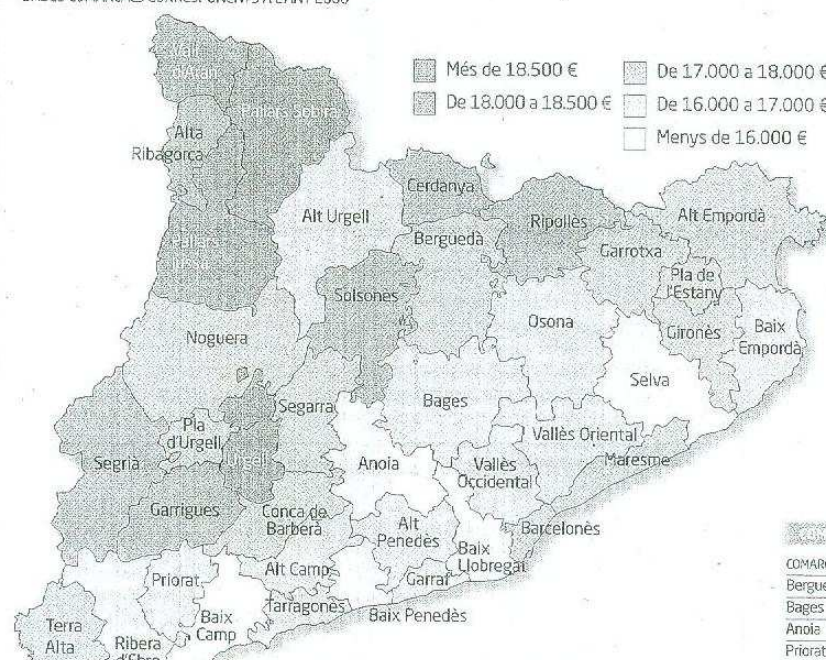 Més de 18.500 €
De 18.000 a 18.500 €
De 17.000 a 18.000 €
De 16.000 a 17.000 €
Menys de 16.000 €
Vall
d'Aran
Pallars Sobirà
Alta
Ribagorça
Pallars
Jussà
Alt Urgell
Cerdanya
Berguedà
Ripollès
Garrotxa
Alt Empordà
Pla de
l'Estany
Solsonès
Noguera
Osona
Gironès
Baix
Empordà
Selva
Segarra
Bages
Pla
d'Urgell
Urgell
Segrià
Anoia
Vallès Oriental
Vallès
Occidental
Maresme
Garrigues
Conca de
Barberà
Alt
Penedès
Barcelonès
Baix
Llobregat
Alt Camp
Garraf
Priorat
Tarragonès
Baix Penedès
Baix
Camp
Terra
Alta
Ribera
d'Ebre
COMAR
Bergue
Bages
Anoia
Priorat